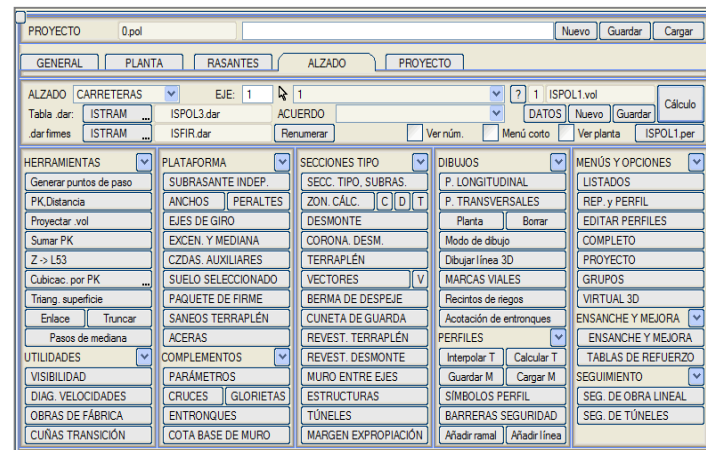 PROYECTO 0.pol Nuevo Guardar Cargar
GENERAL PLANTA RASANTES ALZADO PROYECTO
ALZADO CARRETERAS EJE: 1 1 ? 1 ISPOL1.vol Cálculo
Tabla .dar: ISTRAM ... ISPOL3.dar ACUERDO DATOS Nuevo Guardar
.dar firmes ISTRAM ... ISFIR.dar Renumerar Ver núm. Menú corto Ver planta ISPOL1.per
HERRAMIENTAS PLATAFORMA SECCIONES TIPO DIBUJOS MENÚS Y OPCIONES
Generar puntos de paso SUBRASANTE INDEP. SECC. TIPO, SUBRAS. P. LONGITUDINAL LISTADOS
PK,Distancia ANCHOS PERALTES ZON. CÁLC. C D T P. TRANSVERSALES REP. y PERFIL
Proyectar .vol EJES DE GIRO DESMONTE Planta Borrar EDITAR PERFILES
Sumar PK EXCEN. Y MEDIANA CORONA. DESM. Modo de dibujo COMPLETO
Z -> L53 CZDAS. AUXILIARES TERRAPLÉN Dibujar línea 3D PROYECTO
Cubicac. por PK ... SUELO SELECCIONADO VECTORES V MARCAS VIALES GRUPOS
Triang. superficie PAQUETE DE FIRME BERMA DE DESPEJE Recintos de riegos VIRTUAL 3D
Enlace Truncar SANEOS TERRAPLÉN CUNETA DE GUARDA Acotación de entronques ENSANCHE Y MEJORA
Pasos de mediana ACERAS REVEST. TERRAPLÉN PERFILES ENSANCHE Y MEJORA
UTILIDADES COMPLEMENTOS REVEST. DESMONTE Interpolar T Calcular T TABLAS DE REFUERZO
VISIBILIDAD PARÁMETROS MURO ENTRE EJES Guardar M Cargar M SEGUIMIENTO
DIAG. VELOCIDADES CRUCES GLORIETAS ESTRUCTURAS SÍMBOLOS PERFIL SEG. DE OBRA LINEAL
OBRAS DE FÁBRICA ENTRONQUES TÚNELES BARRERAS SEGURIDAD SEG. DE TÚNELES
CUÑAS TRANSICIÓN COTA BASE DE MURO MARGEN EXPROPIACIÓN Añadir ramal Añadir línea